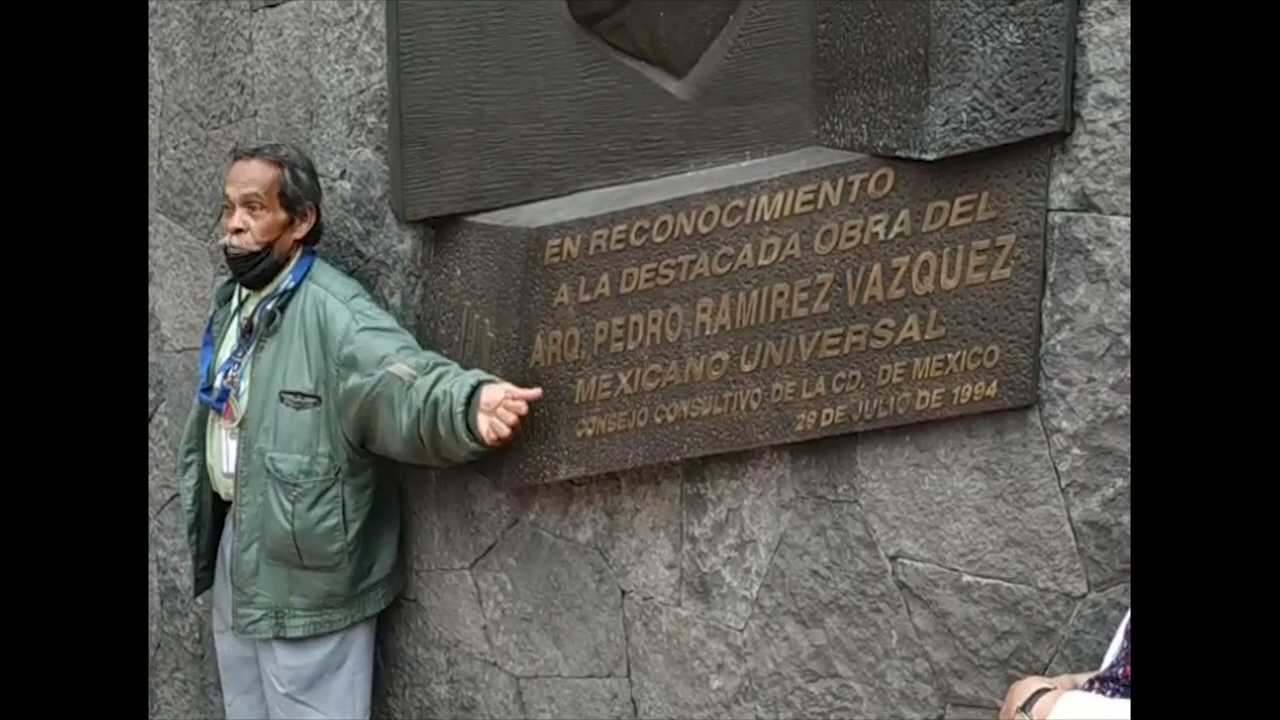 EN RECONOCIMIENTO
A LA DESTACADA OBRA DEL
ARQ. PEDRO RAMIREZ VAZQUEZ
MEXICANO UNIVERSAL
CONSEJO CONSULTIVO DE LA CD. DE MEXICO
29 DE JULIO DE 1994